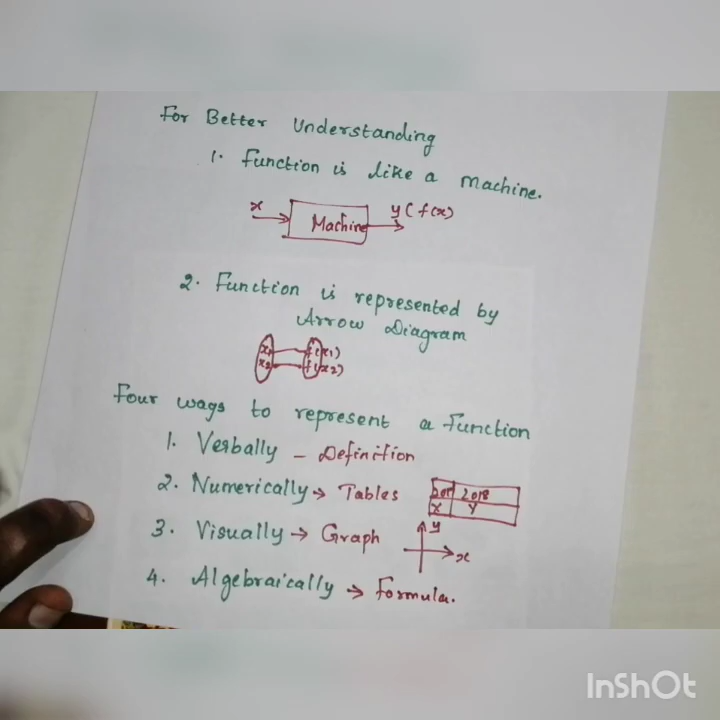 For Better Understanding
1. Function is like a machine.
x Machine y ( f(x)
2. Function is represented by
Arrow Diagram
x1 f(x1)
x2 f(x2)
Four ways to represent a function
1. Verbally – Definition
2. Numerically → Tables
2018
x y
3. Visually → Graph
y
x
4. Algebraically → Formula.
InShOt